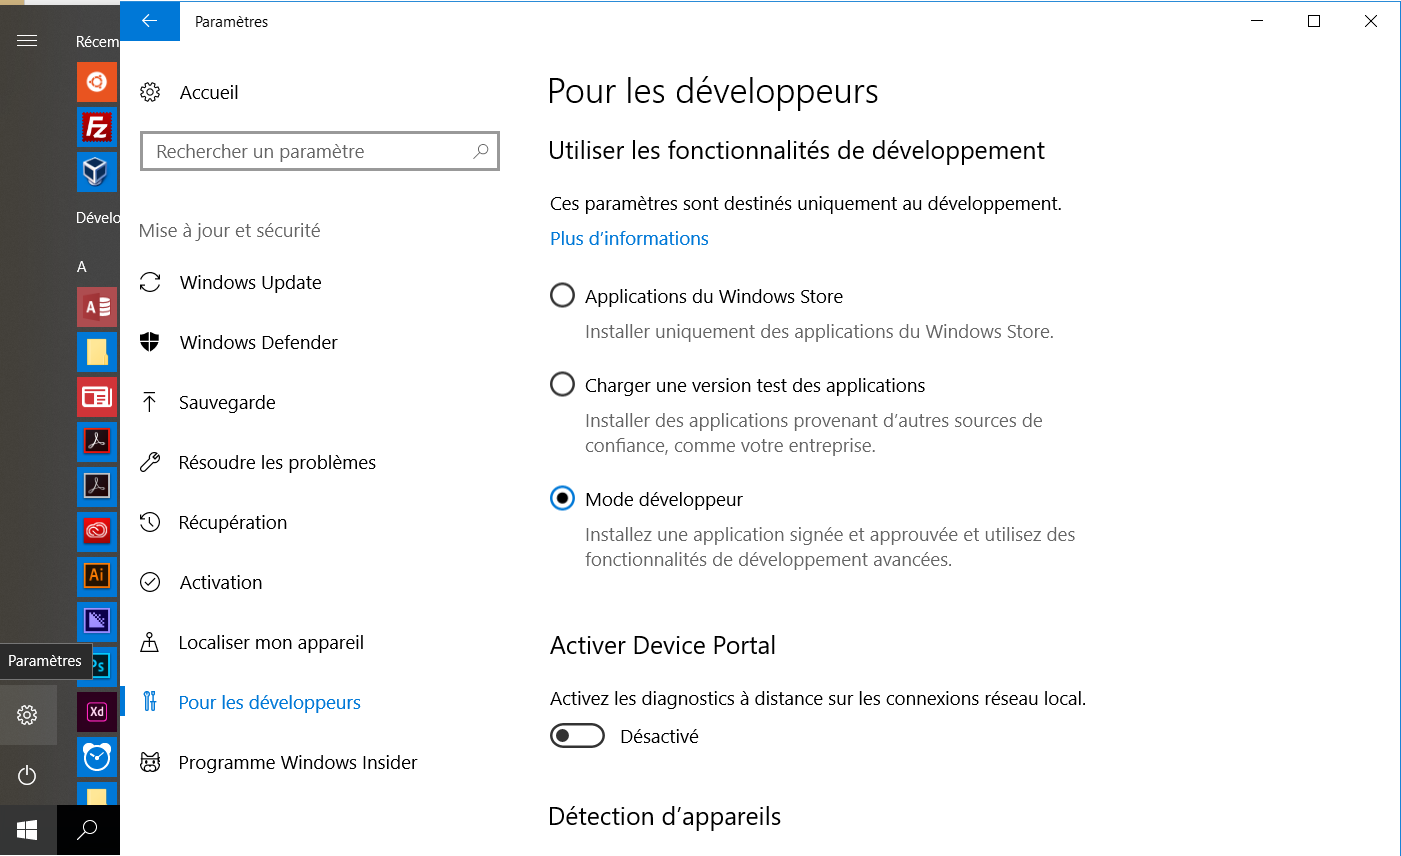 Paramètres
Récem
Accueil
Rechercher un paramètre
Mise à jour et sécurité
Windows Update
Windows Defender
Sauvegarde
Résoudre les problèmes
Récupération
Activation
Localiser mon appareil
Pour les développeurs
Programme Windows Insider
Pour les développeurs
Utiliser les fonctionnalités de développement
Ces paramètres sont destinés uniquement au développement.
Plus d’informations
Applications du Windows Store
Installer uniquement des applications du Windows Store.
Charger une version test des applications
Installer des applications provenant d’autres sources de
confiance, comme votre entreprise.
Mode développeur
Installez une application signée et approuvée et utilisez des
fonctionnalités de développement avancées.
Activer Device Portal
Activez les diagnostics à distance sur les connexions réseau local.
Désactivé
Détection d’appareils
Fz
Dévelo
A
A
Ai
Ps
Xd
Paramètres